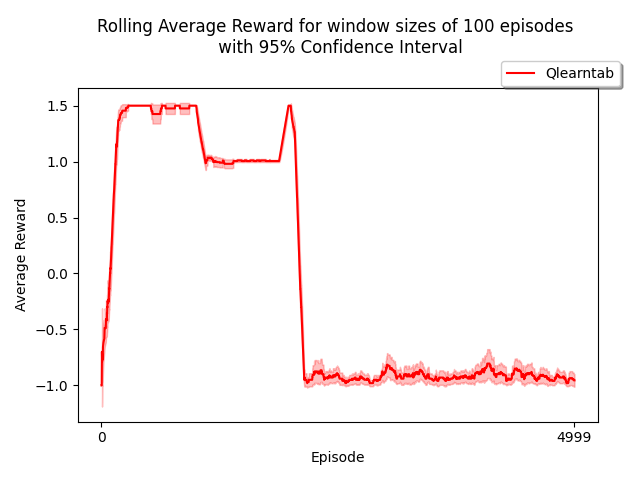 Rolling Average Reward for window sizes of 100 episodes
with 95% Confidence Interval
Qlearntab
1.5
1.0
0.5
0.0
−0.5
−1.0
Average Reward
0
4999
Episode